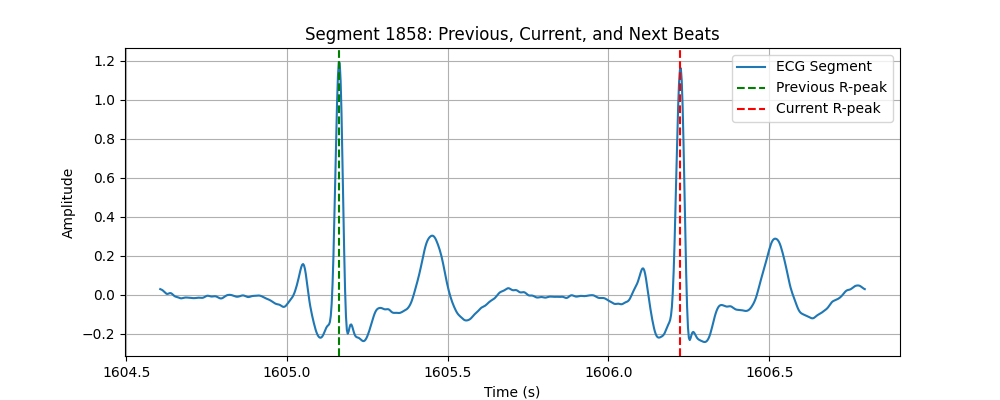 Segment 1858: Previous, Current, and Next Beats
ECG Segment
Previous R-peak
Current R-peak
1.2
1.0
0.8
0.6
0.4
0.2
0.0
−0.2
Amplitude
1604.5 1605.0 1605.5 1606.0 1606.5
Time (s)